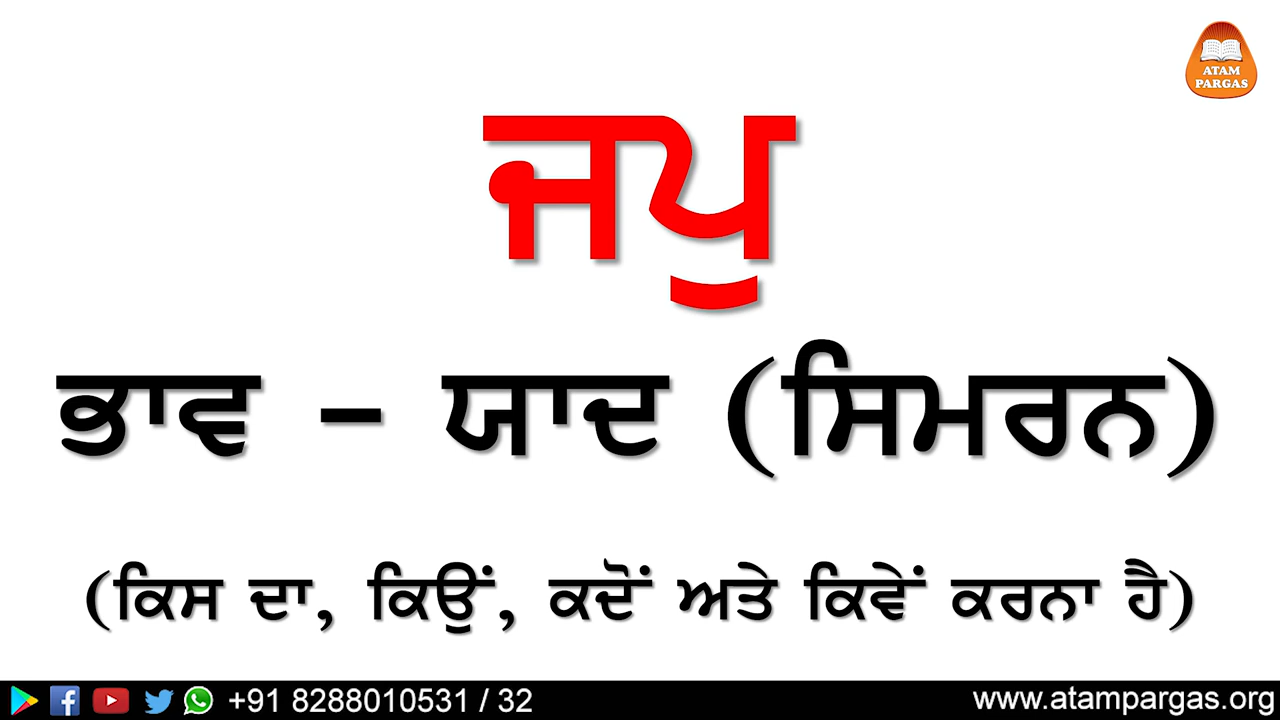 ATAM
PARGAS
ਜਪੁ
ਭਾਵ - ਯਾਦ (ਸਿਮਰਨ)
(ਕਿਸ ਦਾ, ਕਿਉਂ, ਕਦੋਂ ਅਤੇ ਕਿਵੇਂ ਕਰਨਾ ਹੈ)
+91 8288010531 / 32 www.atampargas.org